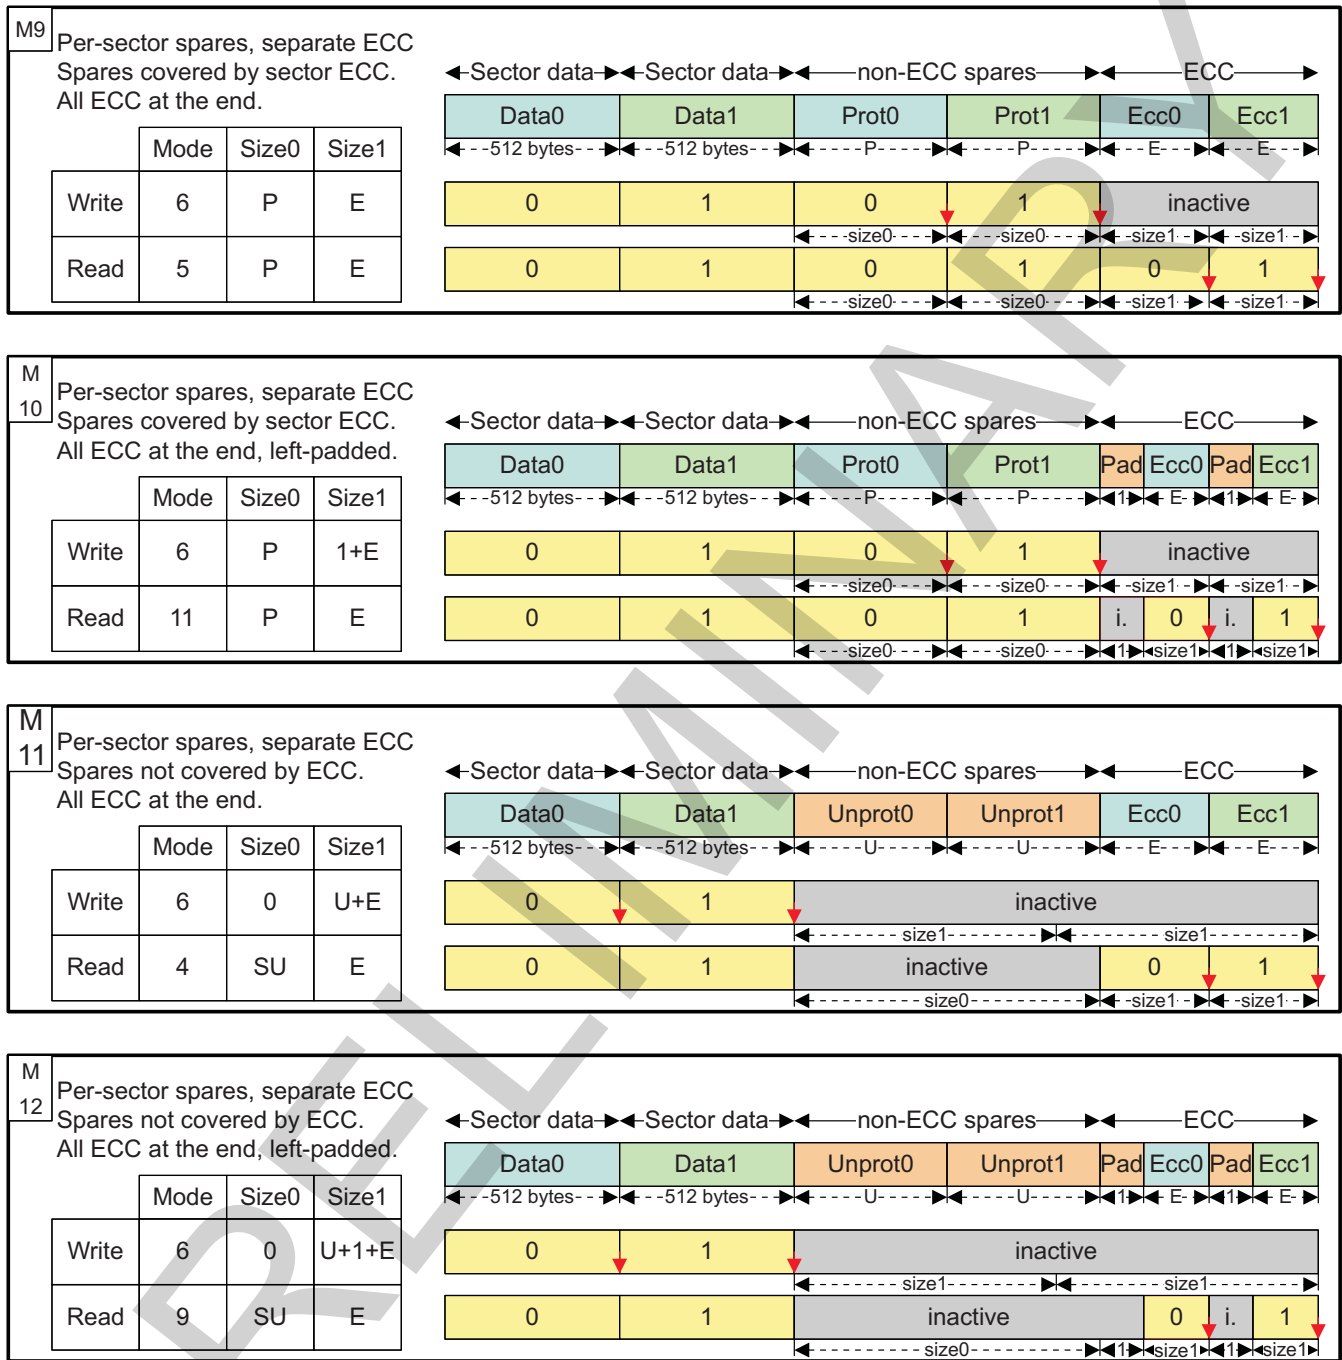 M9
Per-sector spares, separate ECC
Spares covered by sector ECC.
All ECC at the end.
Mode Size0 Size1
Write 6 P E
Read 5 P E
Sector data Sector data non-ECC spares ECC
Data0 Data1 Prot0 Prot1 Ecc0 Ecc1
512 bytes 512 bytes P P E E
0 1 0 1 inactive
size0 size0 size1 size1
0 1 0 1 0 1
size0 size0 size1 size1
M
10
Per-sector spares, separate ECC
Spares covered by sector ECC.
All ECC at the end, left-padded.
Mode Size0 Size1
Write 6 P 1+E
Read 11 P E
Sector data Sector data non-ECC spares ECC
Data0 Data1 Prot0 Prot1 Pad Ecc0 Pad Ecc1
512 bytes 512 bytes P P 1 E 1 E
0 1 0 1 inactive
size0 size0 size1 size1
0 1 0 1 i. 0 i. 1
size0 size0 1 size1 1 size1
M
11
Per-sector spares, separate ECC
Spares not covered by ECC.
All ECC at the end.
Mode Size0 Size1
Write 6 0 U+E
Read 4 SU E
Sector data Sector data non-ECC spares ECC
Data0 Data1 Unprot0 Unprot1 Ecc0 Ecc1
512 bytes 512 bytes U U E E
0 1 inactive
size1 size1
0 1 inactive 0 1
size0 size1 size1
M
12
Per-sector spares, separate ECC
Spares not covered by ECC.
All ECC at the end, left-padded.
Mode Size0 Size1
Write 6 0 U+1+E
Read 9 SU E
Sector data Sector data non-ECC spares ECC
Data0 Data1 Unprot0 Unprot1 Pad Ecc0 Pad Ecc1
512 bytes 512 bytes U U 1 E 1 E
0 1 inactive
size1 size1
0 1 inactive 0 i. 1
size0 1 size1 1 size1
RELIMINARY